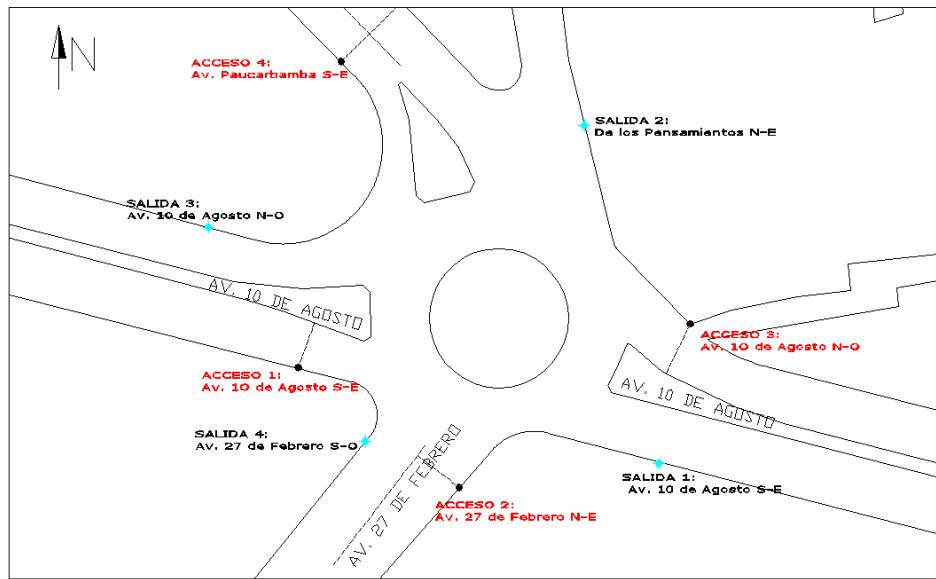 N
ACCESO 4:
Av. Paucarbamba S-E
SALIDA 2:
De los Pensamientos N-E
SALIDA 3:
Av. 10 de Agosto N-O
AV. 10 DE AGOSTO
ACCESO 3:
Av. 10 de Agosto N-O
ACCESO 1:
Av. 10 de Agosto S-E
AV. 10 DE AGOSTO
SALIDA 4:
Av. 27 de Febrero S-O
AV. 27 DE FEBRERO
SALIDA 1:
Av. 10 de Agosto S-E
ACCESO 2:
Av. 27 de Febrero N-E